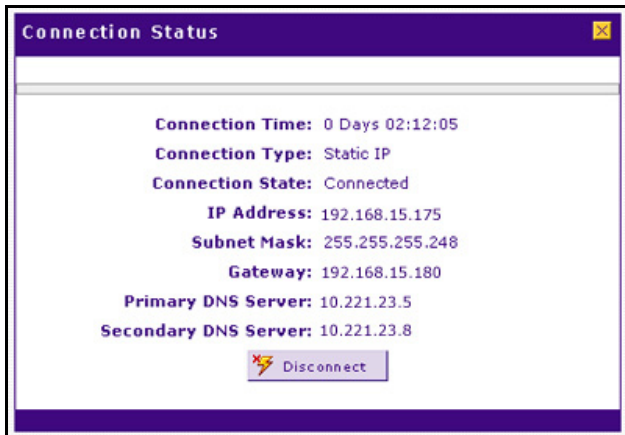 Connection Status
Connection Time: 0 Days 02:12:05
Connection Type: Static IP
Connection State: Connected
IP Address: 192.168.15.175
Subnet Mask: 255.255.255.248
Gateway: 192.168.15.180
Primary DNS Server: 10.221.23.5
Secondary DNS Server: 10.221.23.8
Disconnect